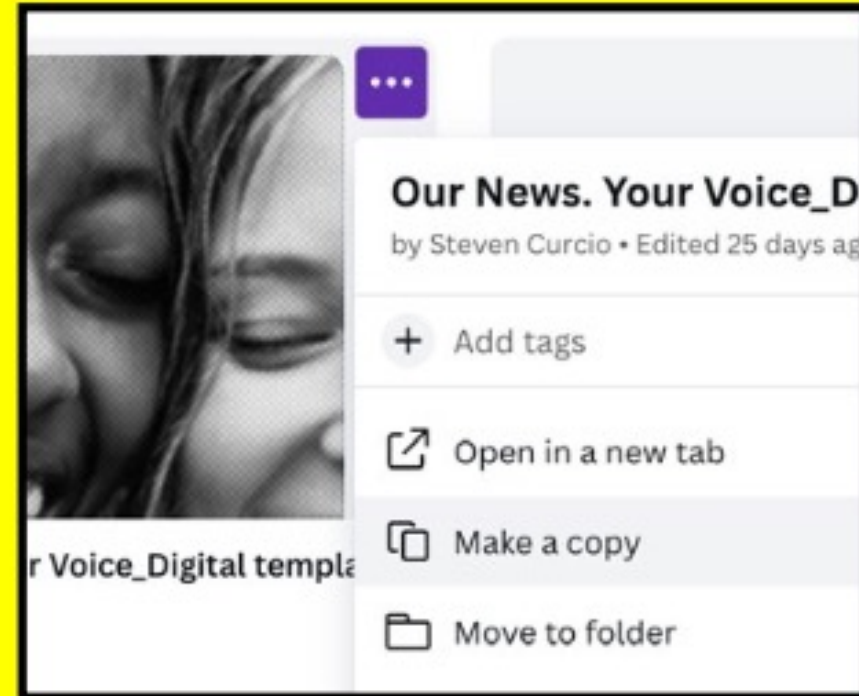 Our News. Your Voice_D
by Steven Curcio • Edited 25 days ag
Add tags
Open in a new tab
Make a copy
Move to folder
r Voice_Digital templa